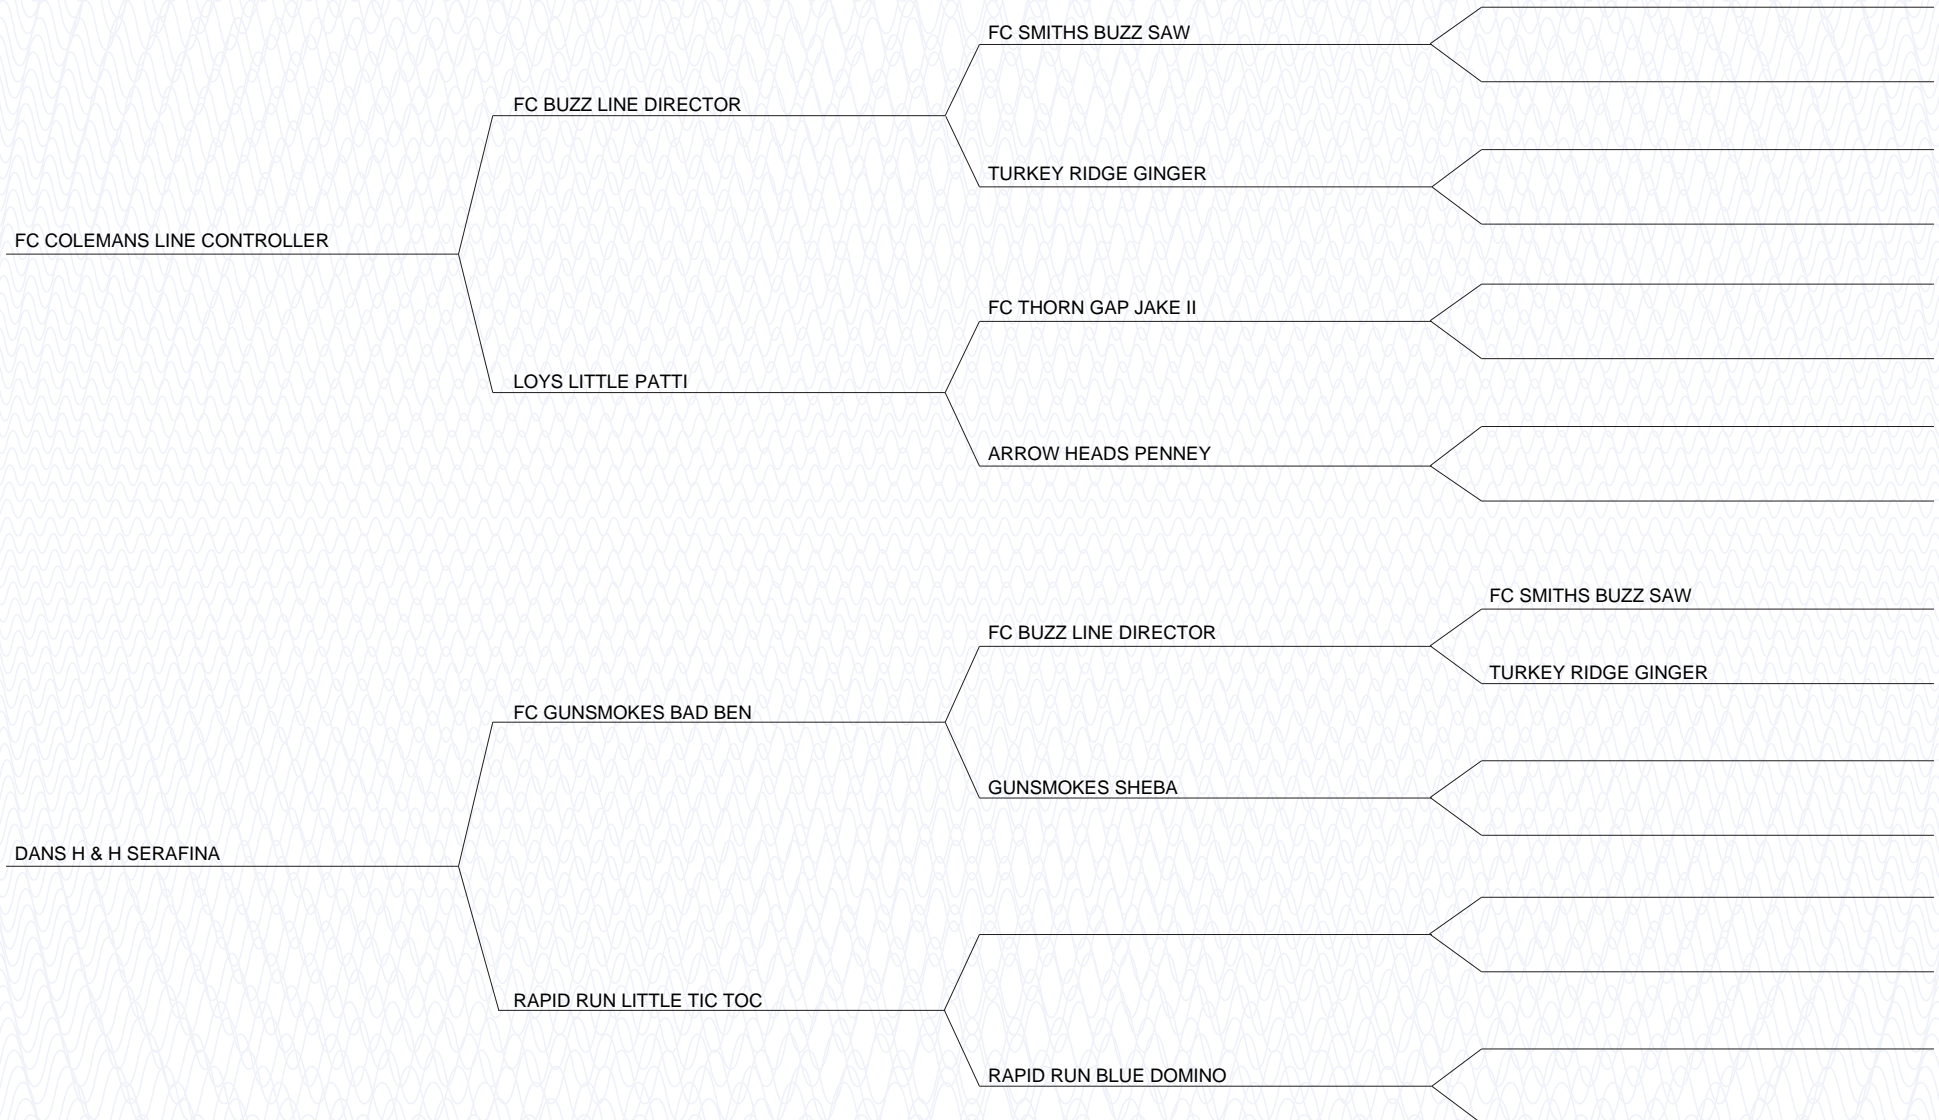 FC SMITHS BUZZ SAW
FC BUZZ LINE DIRECTOR
TURKEY RIDGE GINGER
FC COLEMANS LINE CONTROLLER
FC THORN GAP JAKE II
LOYS LITTLE PATTI
ARROW HEADS PENNEY
FC SMITHS BUZZ SAW
FC BUZZ LINE DIRECTOR
TURKEY RIDGE GINGER
FC GUNSMOKES BAD BEN
GUNSMOKES SHEBA
DANS H & H SERAFINA
RAPID RUN LITTLE TIC TOC
RAPID RUN BLUE DOMINO